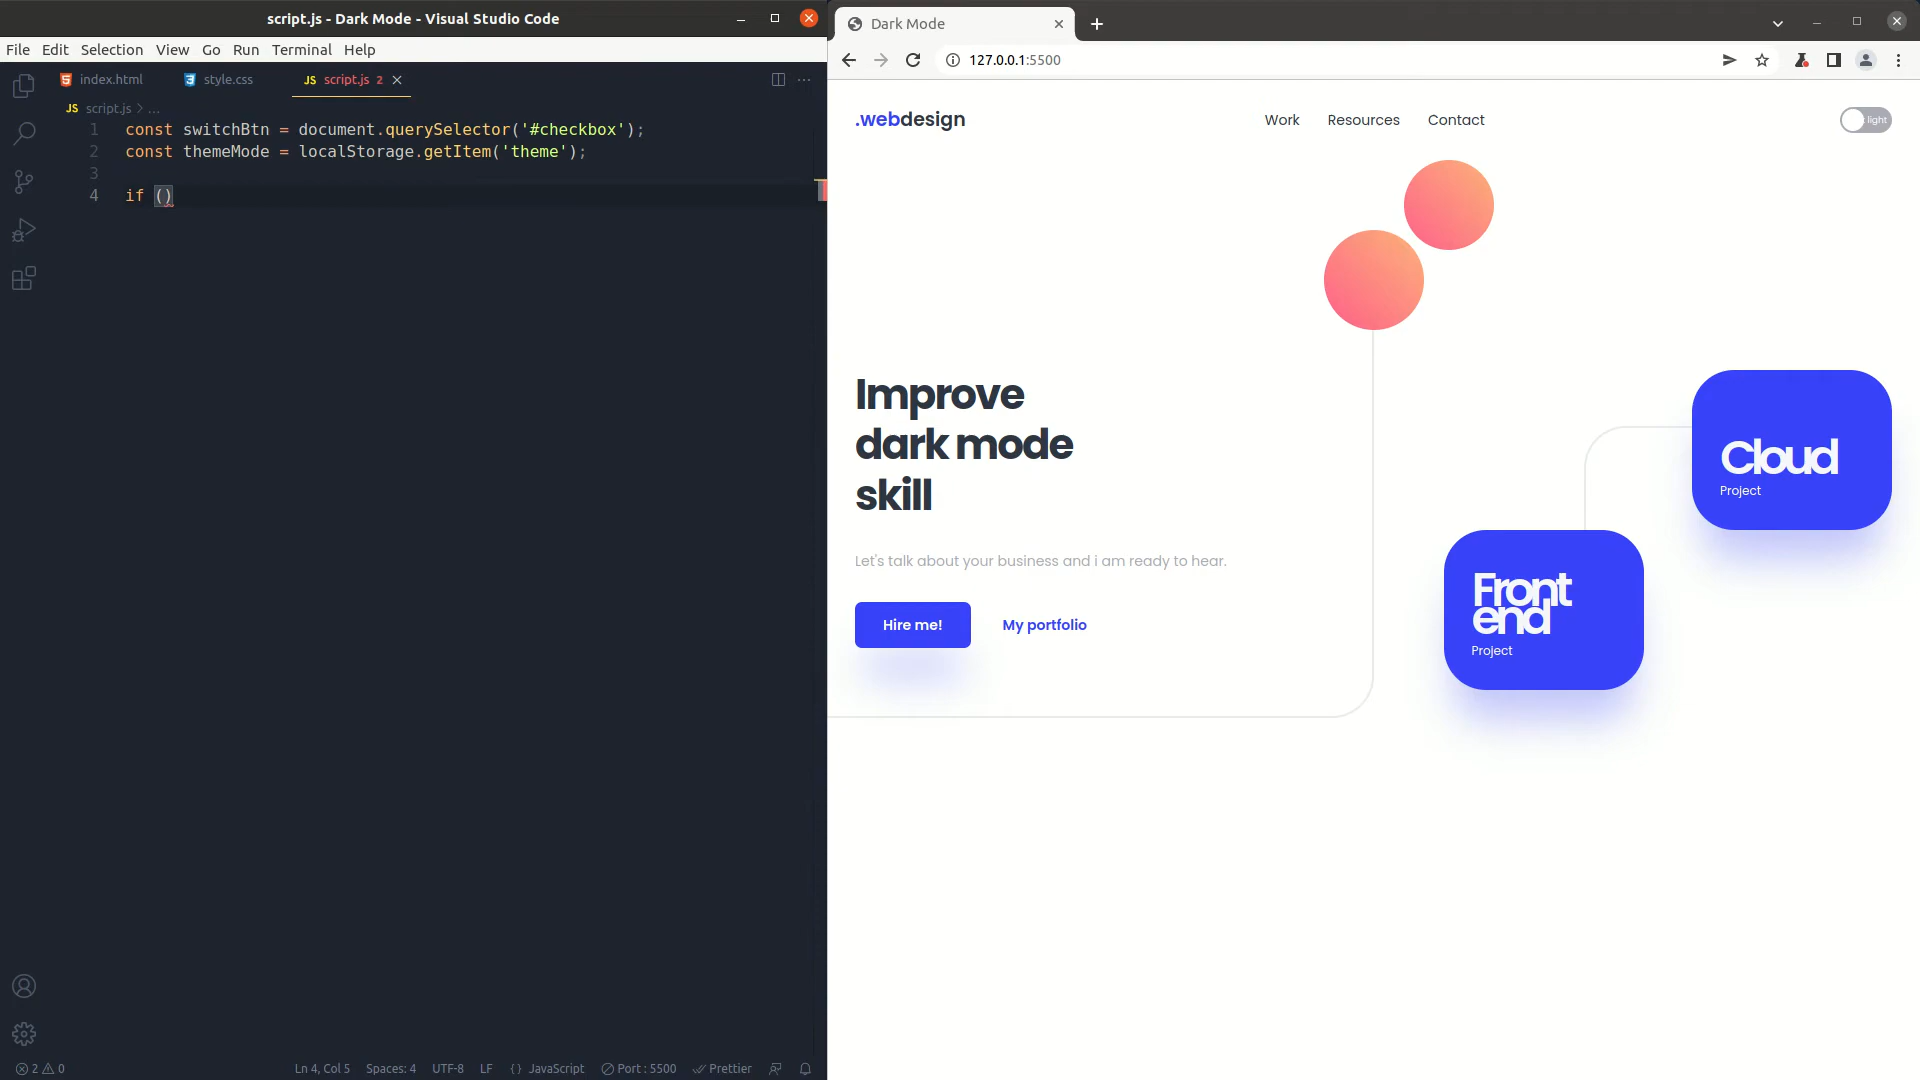 script.js - Dark Mode - Visual Studio Code
File Edit Selection View Go Run Terminal Help
index.html
style.css
JS script.js 2
JS script.js > ...
1 const switchBtn = document.querySelector('#checkbox');
2 const themeMode = localStorage.getItem('theme');
3
4 if ()
2 0
Ln 4, Col 5 Spaces: 4 UTF-8 LF {} JavaScript Port : 5500 Prettier
Dark Mode
127.0.0.1:5500
.webdesign
Work Resources Contact
light
Improve
dark mode
skill
Let's talk about your business and i am ready to hear.
Hire me! My portfolio
Cloud
Project
Front
end
Project